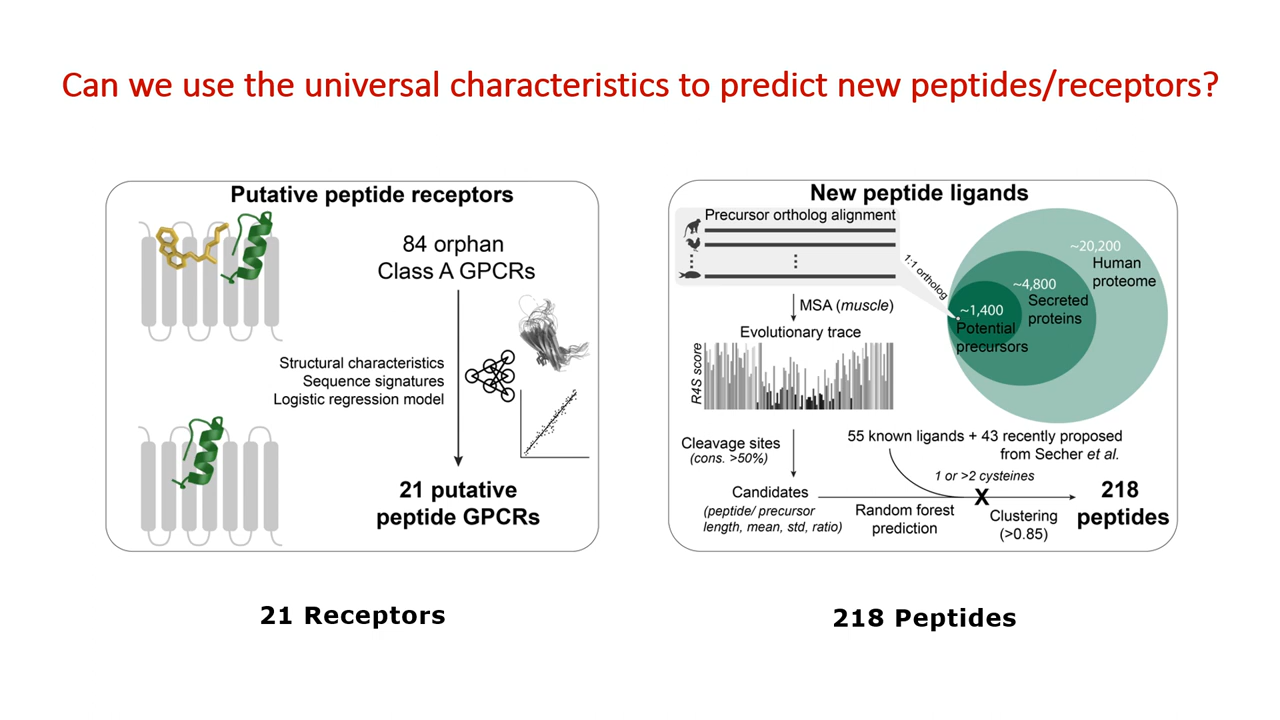 Can we use the universal characteristics to predict new peptides/receptors?
Putative peptide receptors
84 orphan
Class A GPCRs
Structural characteristics
Sequence signatures
Logistic regression model
21 putative
peptide GPCRs
21 Receptors
New peptide ligands
Precursor ortholog alignment
1:1 ortholog
~20,200
Human
proteome
~4,800
Secreted
proteins
~1,400
Potential
precursors
MSA (muscle)
Evolutionary trace
R4S score
Cleavage sites
(cons. >50%)
55 known ligands + 43 recently proposed
from Secher et al.
1 or >2 cysteines
Candidates
(peptide/ precursor
length, mean, std, ratio)
Random forest
prediction
X
Clustering
(>0.85)
218
peptides
218 Peptides